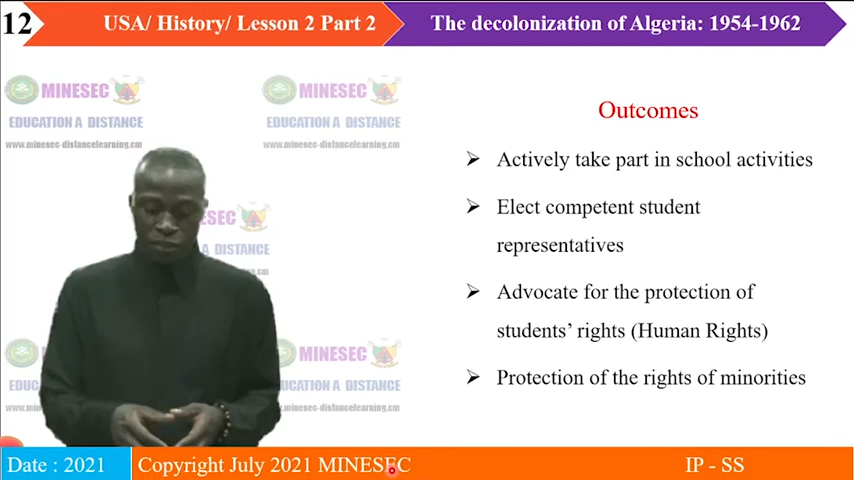 12
USA/ History/ Lesson 2 Part 2
The decolonization of Algeria: 1954-1962
MINESEC
EDUCATION A DISTANCE
www.minesec-distancelearning.cm
MINESEC
EDUCATION A DISTANCE
www.minesec-distancelearning.cm
ESEC
A DISTANCE
ng.cm
MINESEC
EDUCATION A DISTANCE
www.minesec-distancelearning.cm
Outcomes
Actively take part in school activities
Elect competent student
representatives
Advocate for the protection of
students’ rights (Human Rights)
Protection of the rights of minorities
Date : 2021
Copyright July 2021 MINESEC
IP - SS